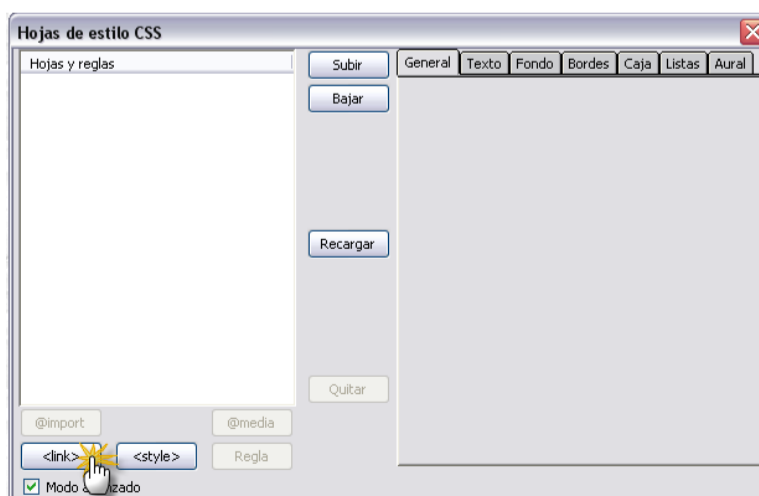 Hojas de estilo CSS
Hojas y reglas
Subir
Bajar
Recargar
Quitar
General Texto Fondo Bordes Caja Listas Aural
@import @media
<link> <style> Regla
Modo zado